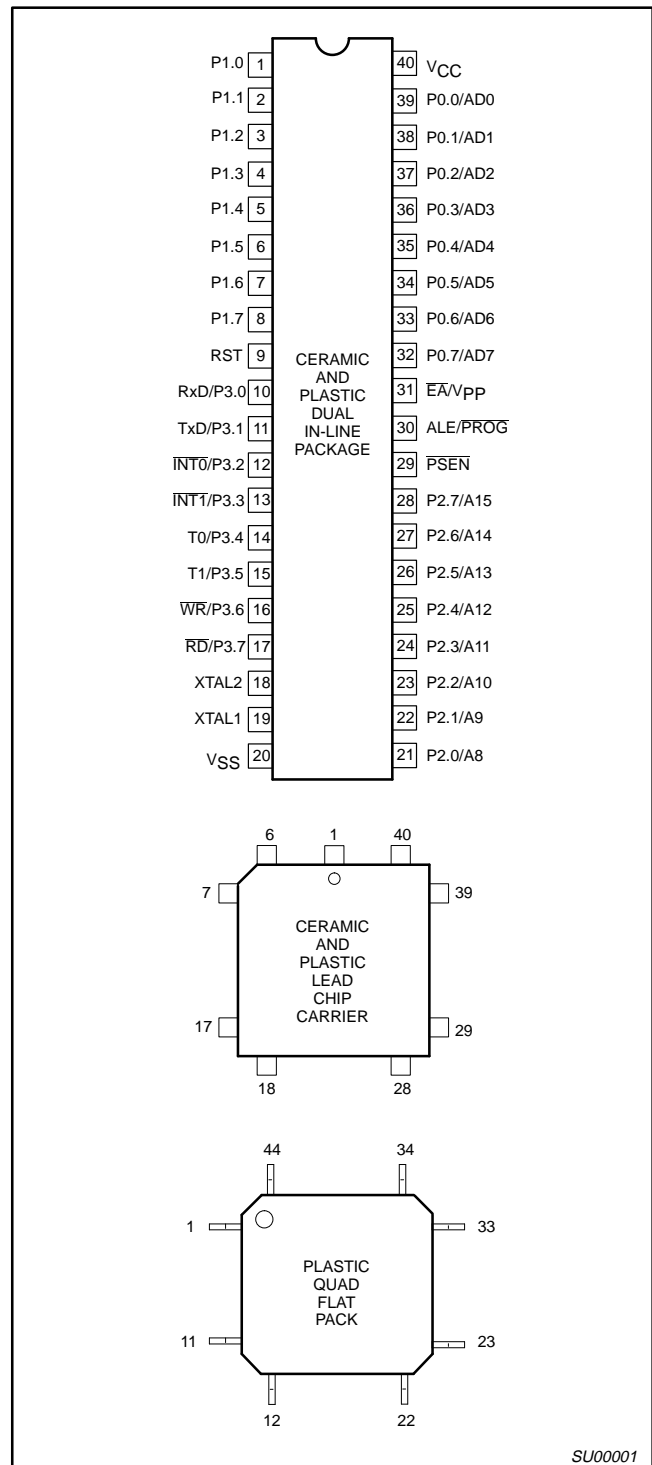 P1.0 1 40 VCC
P1.1 2 39 P0.0/AD0
P1.2 3 38 P0.1/AD1
P1.3 4 37 P0.2/AD2
P1.4 5 36 P0.3/AD3
P1.5 6 35 P0.4/AD4
P1.6 7 34 P0.5/AD5
P1.7 8 33 P0.6/AD6
RST 9 32 P0.7/AD7
RxD/P3.0 10 31 E̅A̅/VPP
TxD/P3.1 11 30 ALE/P̅R̅O̅G̅
I̅N̅T̅0̅/P3.2 12 29 P̅S̅E̅N̅
I̅N̅T̅1̅/P3.3 13 28 P2.7/A15
T0/P3.4 14 27 P2.6/A14
T1/P3.5 15 26 P2.5/A13
W̅R̅/P3.6 16 25 P2.4/A12
R̅D̅/P3.7 17 24 P2.3/A11
XTAL2 18 23 P2.2/A10
XTAL1 19 22 P2.1/A9
VSS 20 21 P2.0/A8
CERAMIC
AND
PLASTIC
DUAL
IN-LINE
PACKAGE
6 1 40
7 39
CERAMIC
AND
PLASTIC
LEAD
CHIP
CARRIER
17 29
18 28
44 34
1 33
PLASTIC
QUAD
FLAT
PACK
11 23
12 22
SU00001